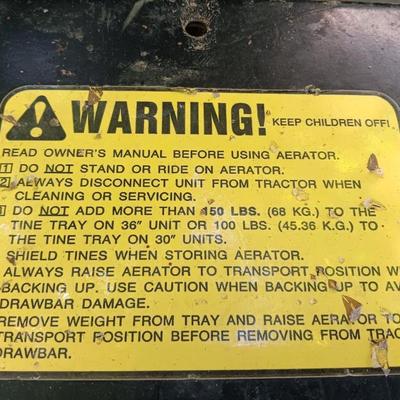 WARNING! KEEP CHILDREN OFF!
READ OWNER'S MANUAL BEFORE USING AERATOR.
1 DO NOT STAND OR RIDE ON AERATOR.
2 ALWAYS DISCONNECT UNIT FROM TRACTOR WHEN
CLEANING OR SERVICING.
DO NOT ADD MORE THAN 150 LBS. (68 KG.) TO THE
TINE TRAY ON 36" UNIT OR 100 LBS. (45.36 K.G.) TO
THE TINE TRAY ON 30" UNITS.
SHIELD TINES WHEN STORING AERATOR.
ALWAYS RAISE AERATOR TO TRANSPORT POSITION W
BACKING UP. USE CAUTION WHEN BACKING UP TO AV
DRAWBAR DAMAGE.
REMOVE WEIGHT FROM TRAY AND RAISE AERATOR TO
TRANSPORT POSITION BEFORE REMOVING FROM TRAC
DRAWBAR.